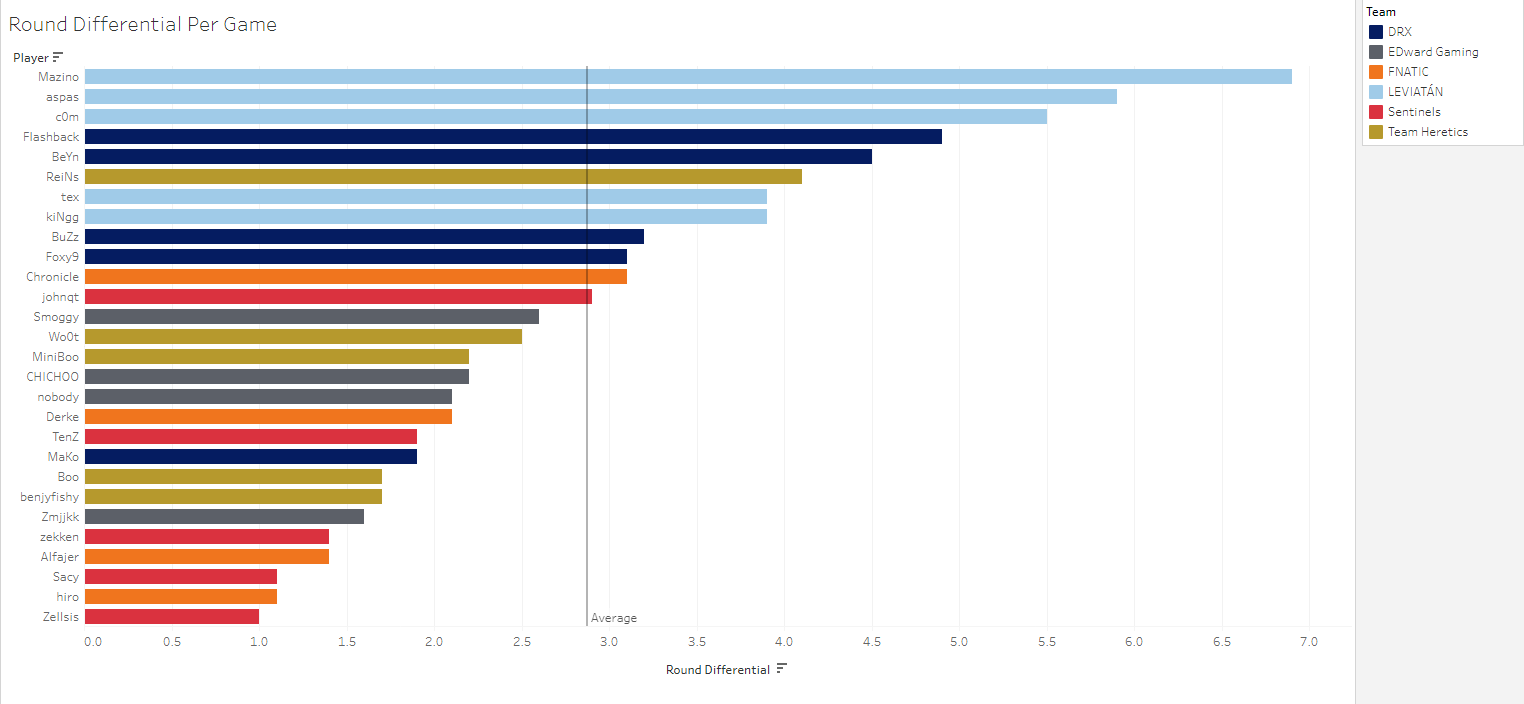 Round Differential Per Game
Player
Mazino
aspas
c0m
Flashback
BeYn
ReiNs
tex
kiNgg
BuZz
Foxy9
Chronicle
johnqt
Smoggy
Wo0t
MiniBoo
CHICHOO
nobody
Derke
TenZ
MaKo
Boo
benjyfishy
Zmjjkk
zekken
Alfajer
Sacy
hiro
Zellsis
Average
0.0 0.5 1.0 1.5 2.0 2.5 3.0 3.5 4.0 4.5 5.0 5.5 6.0 6.5 7.0
Round Differential
Team
DRX
EDward Gaming
FNATIC
LEVIATÁN
Sentinels
Team Heretics